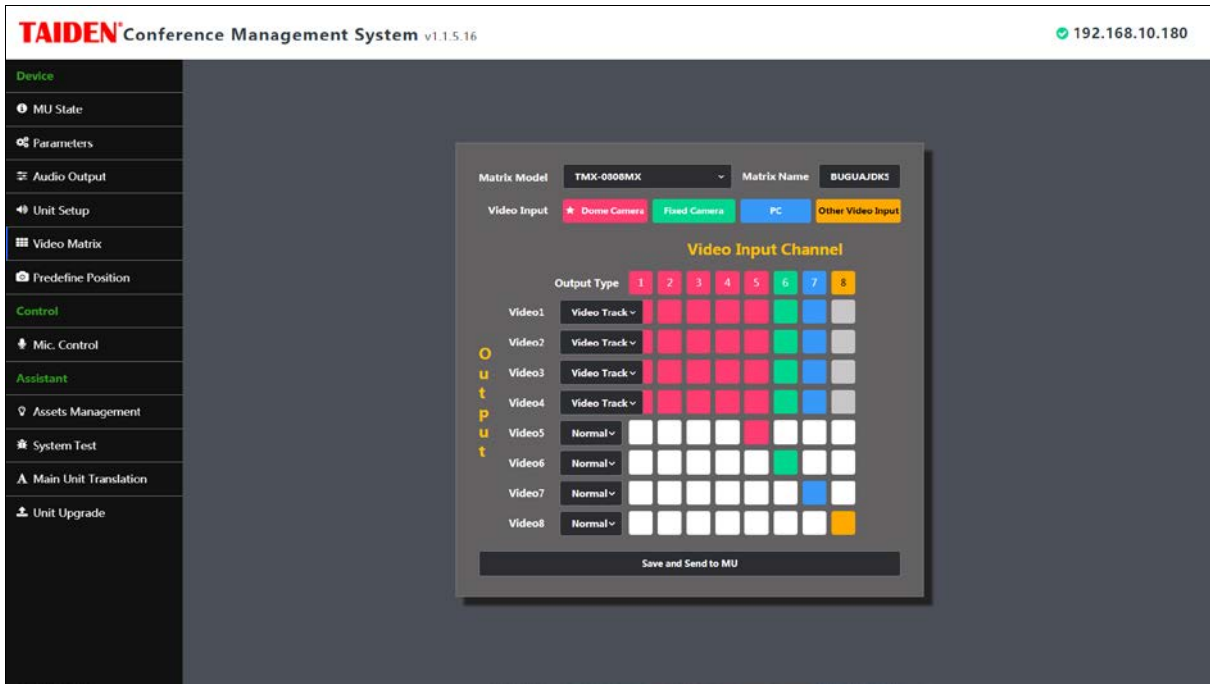 TAIDEN® Conference Management System v1.1.5.16
192.168.10.180
Device
MU State
Parameters
Audio Output
Unit Setup
Video Matrix
Predefine Position
Control
Mic. Control
Assistant
Assets Management
System Test
Main Unit Translation
Unit Upgrade
Matrix Model TMX-0808MX Matrix Name BUGUAJDK5
Video Input Dome Camera Fixed Camera PC Other Video Input
Video Input Channel
Output Type 1 2 3 4 5 6 7 8
Output
Video1 Video Track
Video2 Video Track
Video3 Video Track
Video4 Video Track
Video5 Normal
Video6 Normal
Video7 Normal
Video8 Normal
Save and Send to MU